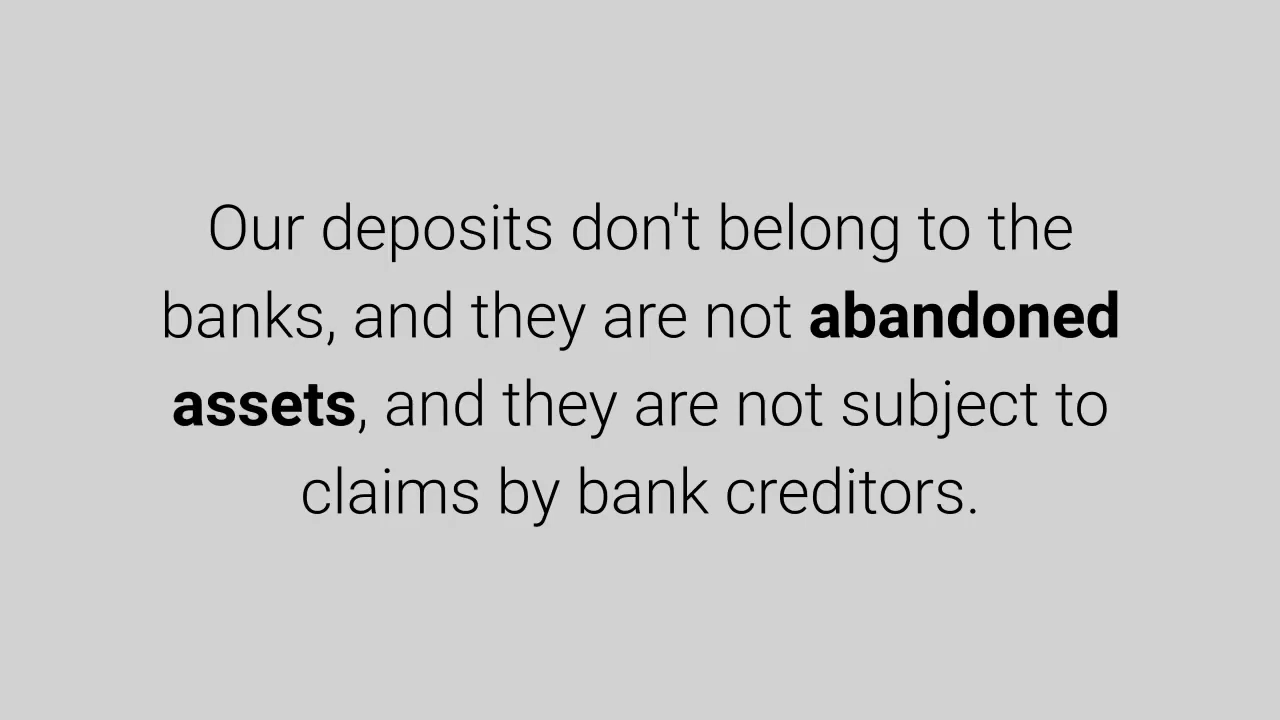 Our deposits don't belong to the
banks, and they are not abandoned
assets, and they are not subject to
claims by bank creditors.